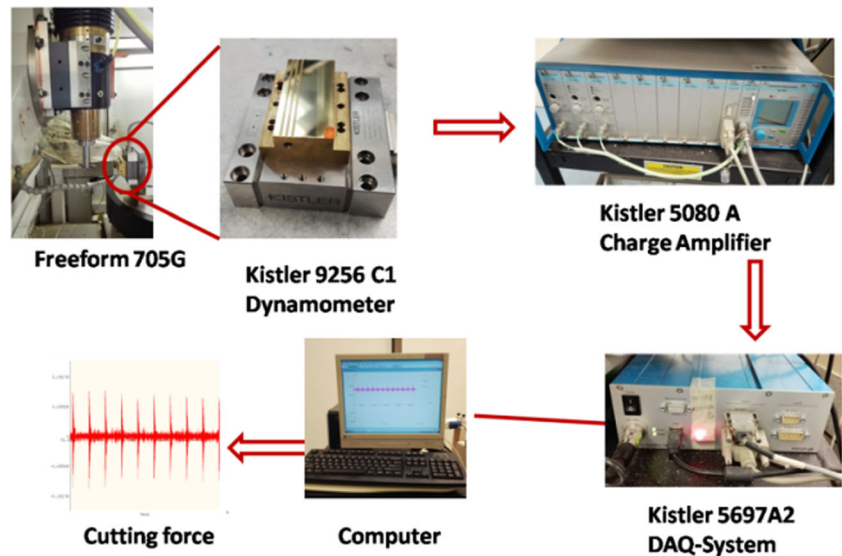 Freeform 705G
KISTLER
Kistler 9256 C1
Dynamometer
Kistler 5080 A
Charge Amplifier
Kistler 5697A2
DAQ-System
Computer
Cutting force